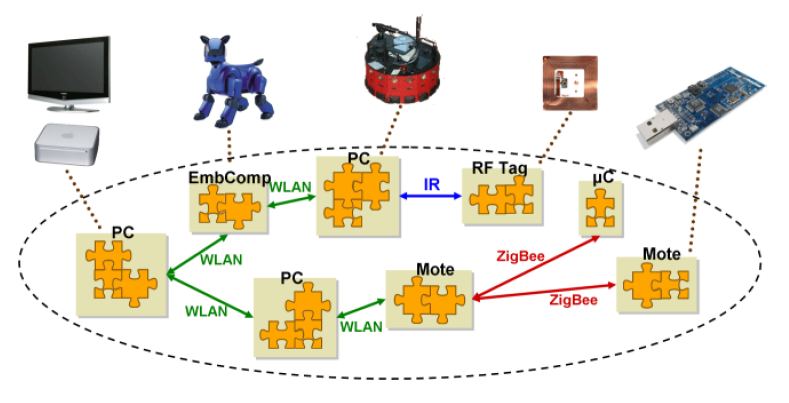 PC
EmbComp
WLAN
RF Tag
IR
µC
PC
WLAN
ZigBee
Mote
PC
Mote
WLAN
WLAN
ZigBee